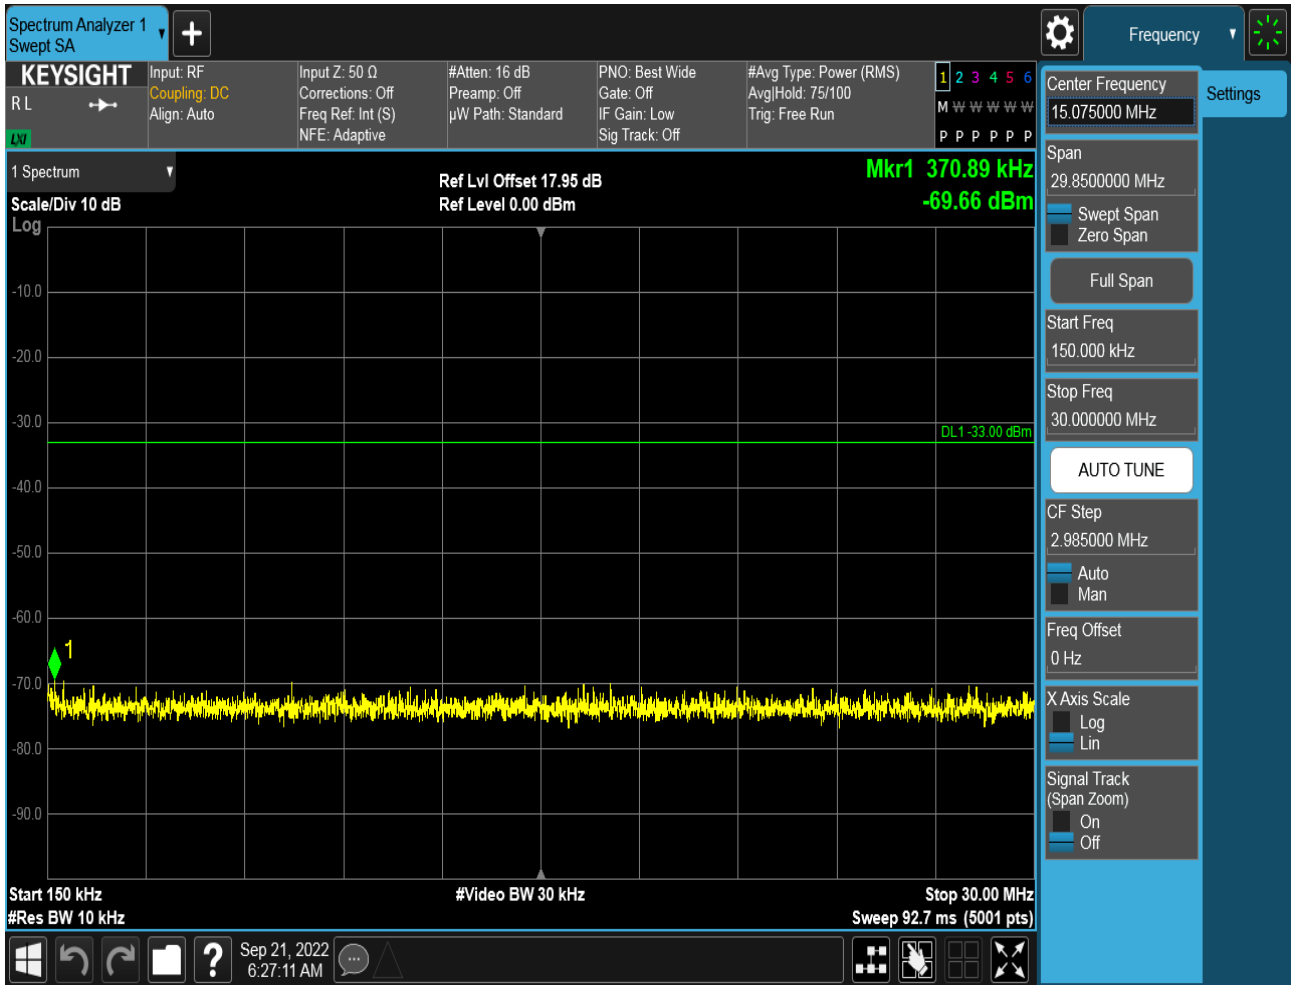 Spectrum Analyzer 1
Swept SA
Frequency
KEYSIGHT
R L
LXI
Input: RF
Coupling: DC
Align: Auto
Input Z: 50 Ω
Corrections: Off
Freq Ref: Int (S)
NFE: Adaptive
#Atten: 16 dB
Preamp: Off
µW Path: Standard
PNO: Best Wide
Gate: Off
IF Gain: Low
Sig Track: Off
#Avg Type: Power (RMS)
Avg|Hold: 75/100
Trig: Free Run
1 2 3 4 5 6
M W W W W W
P P P P P P
1 Spectrum
Scale/Div 10 dB
Log
Ref Lvl Offset 17.95 dB
Ref Level 0.00 dBm
Mkr1 370.89 kHz
-69.66 dBm
-10.0
-20.0
-30.0
DL1 -33.00 dBm
-40.0
-50.0
-60.0
1
-70.0
-80.0
-90.0
Start 150 kHz
#Video BW 30 kHz
Stop 30.00 MHz
#Res BW 10 kHz
Sweep 92.7 ms (5001 pts)
?
Sep 21, 2022
6:27:11 AM
Center Frequency
15.075000 MHz
Settings
Span
29.8500000 MHz
Swept Span
Zero Span
Full Span
Start Freq
150.000 kHz
Stop Freq
30.000000 MHz
AUTO TUNE
CF Step
2.985000 MHz
Auto
Man
Freq Offset
0 Hz
X Axis Scale
Log
Lin
Signal Track
(Span Zoom)
On
Off